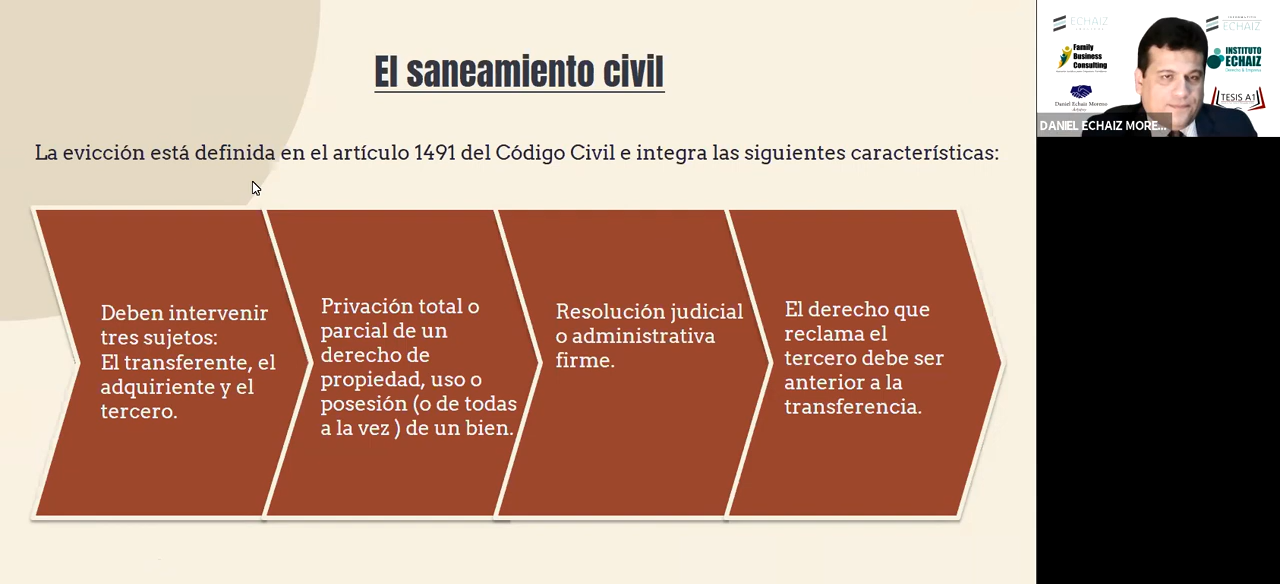 El saneamiento civil
La evicción está definida en el artículo 1491 del Código Civil e integra las siguientes características:
Deben intervenir
tres sujetos:
El transferente, el
adquiriente y el
tercero.
Privación total o
parcial de un
derecho de
propiedad, uso o
posesión (o de todas
a la vez ) de un bien.
Resolución judicial
o administrativa
firme.
El derecho que
reclama el
tercero debe ser
anterior a la
transferencia.
ECHAIZ
ECHAIZ
Family
Business
Consulting
INSTITUTO
ECHAIZ
Derecho & Empresa
Daniel Echaiz Moreno
TESIS A1
DANIEL ECHAIZ MORE...